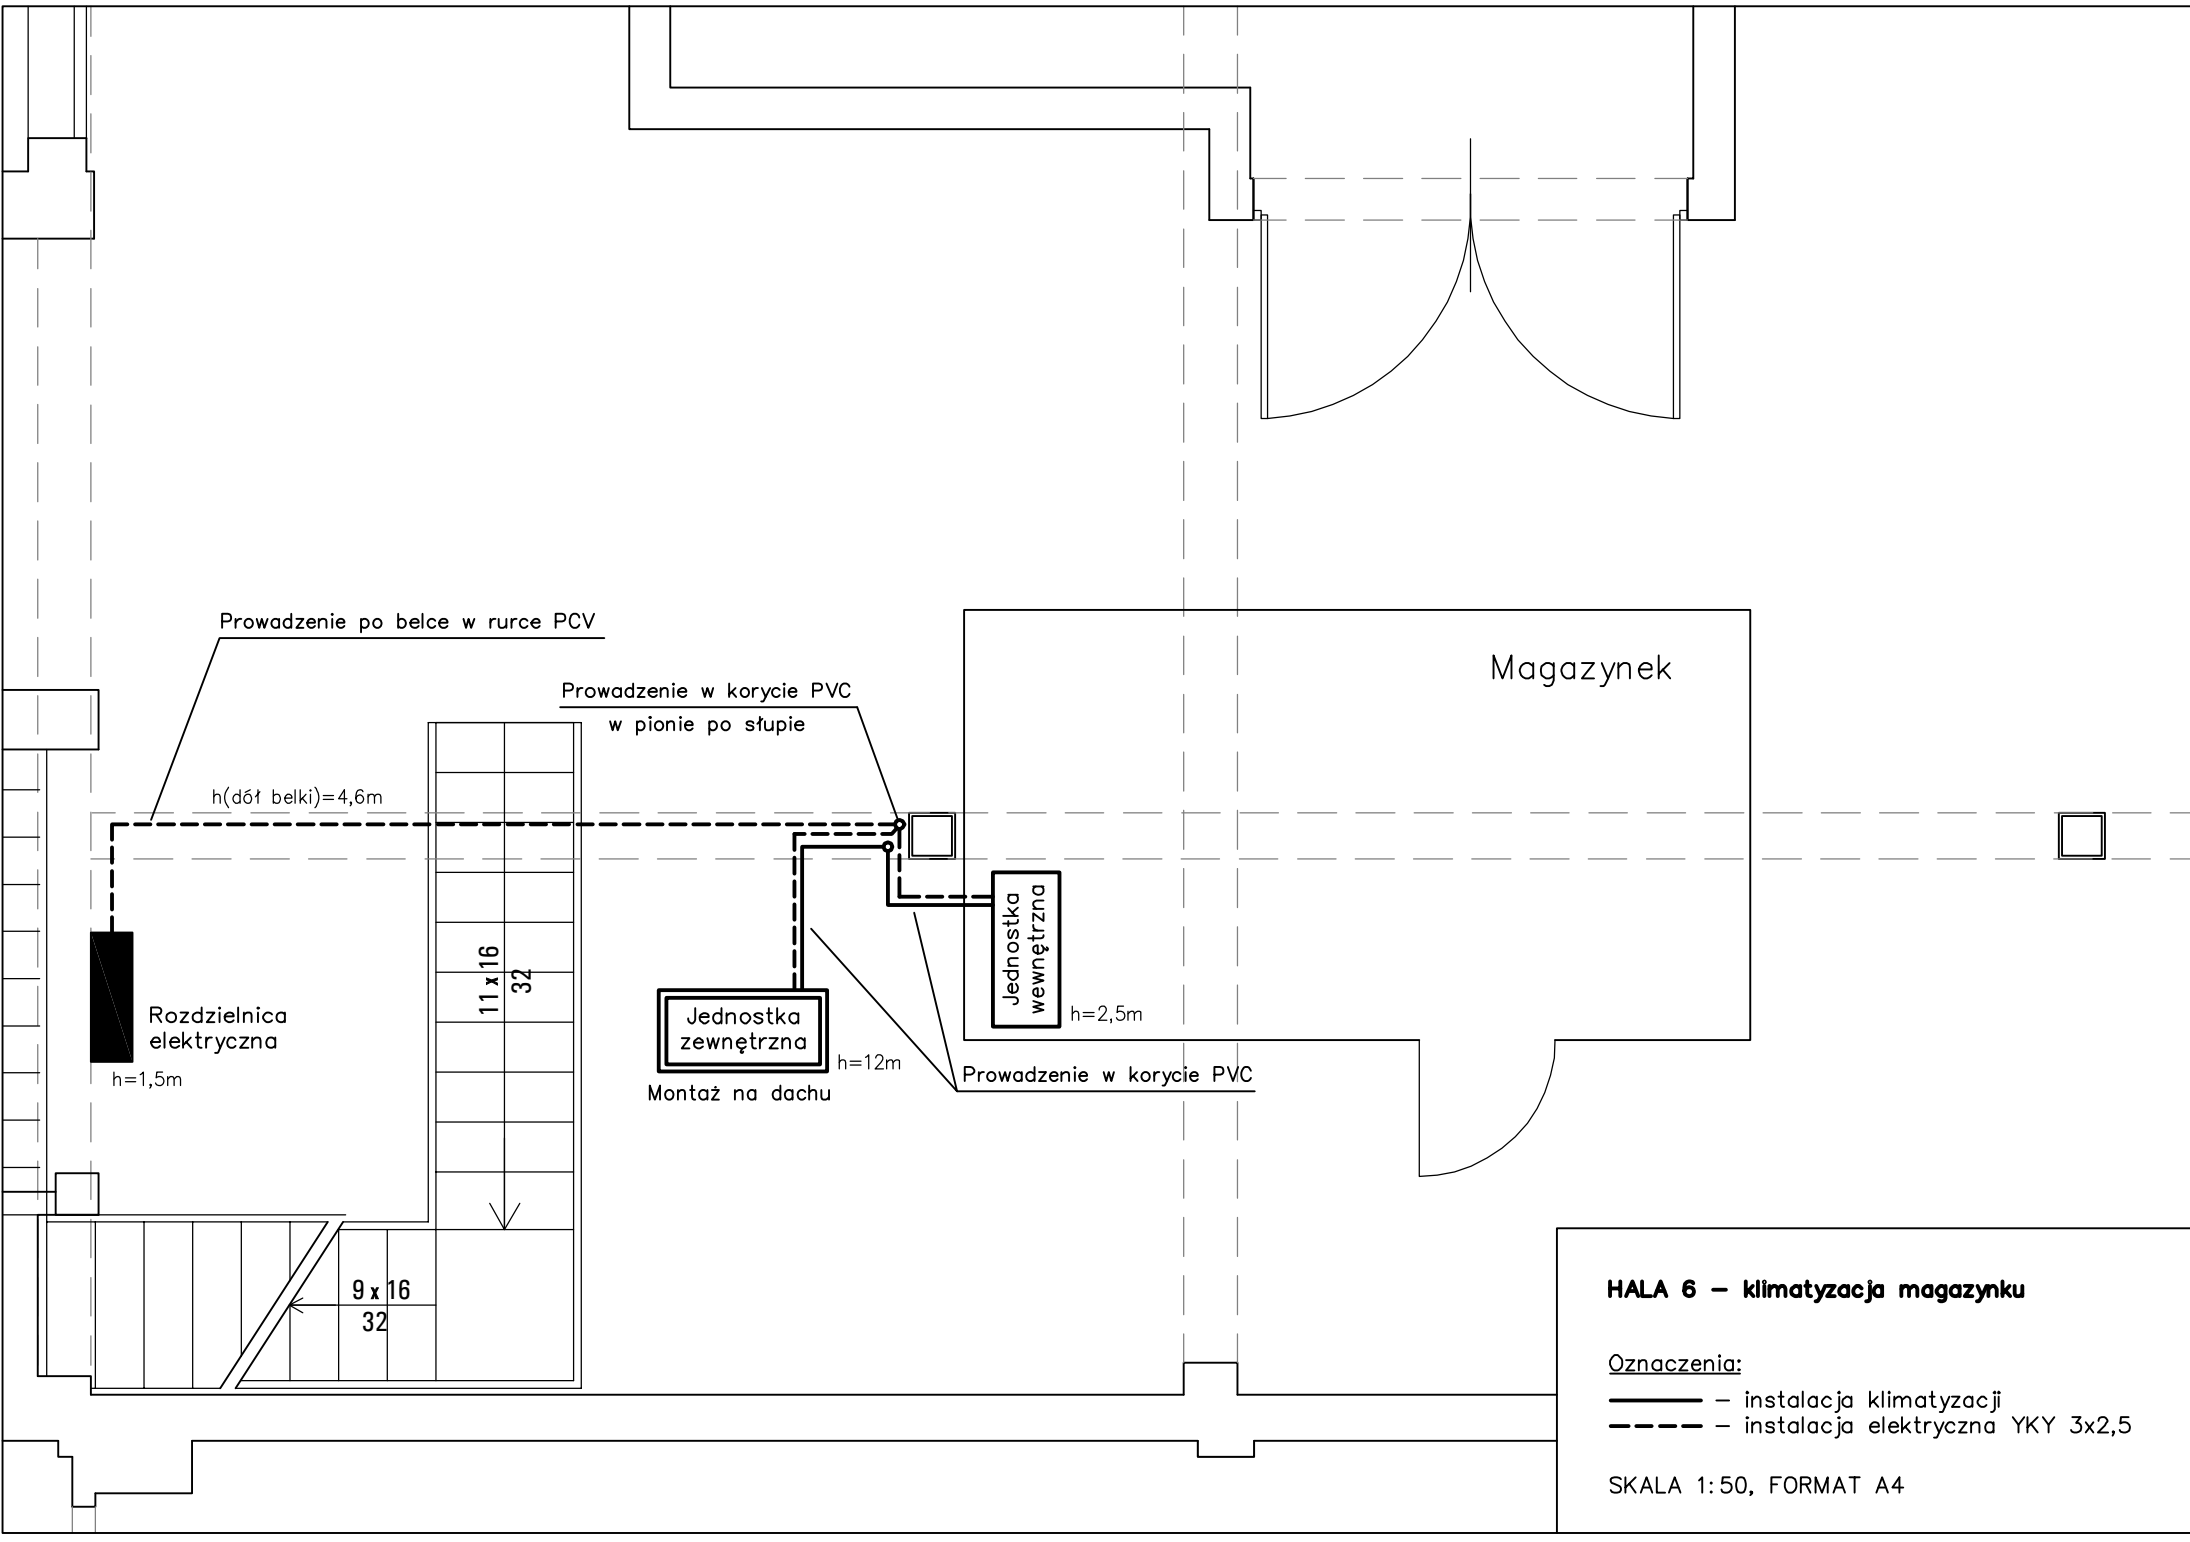 Prowadzenie po belce w rurce PCV
Magazynek
Prowadzenie w korycie PVC
w pionie po słupie
h(dół belki)=4,6m
Jednostka
wewnętrzna
h=2,5m
11 x 16
32
Rozdzielnica
elektryczna
h=1,5m
Jednostka
zewnętrzna
h=12m
Montaż na dachu
Prowadzenie w korycie PVC
9 x 16
32
HALA 6 – klimatyzacja magazynku
Oznaczenia:
– instalacja klimatyzacji
– instalacja elektryczna YKY 3x2,5
SKALA 1:50, FORMAT A4